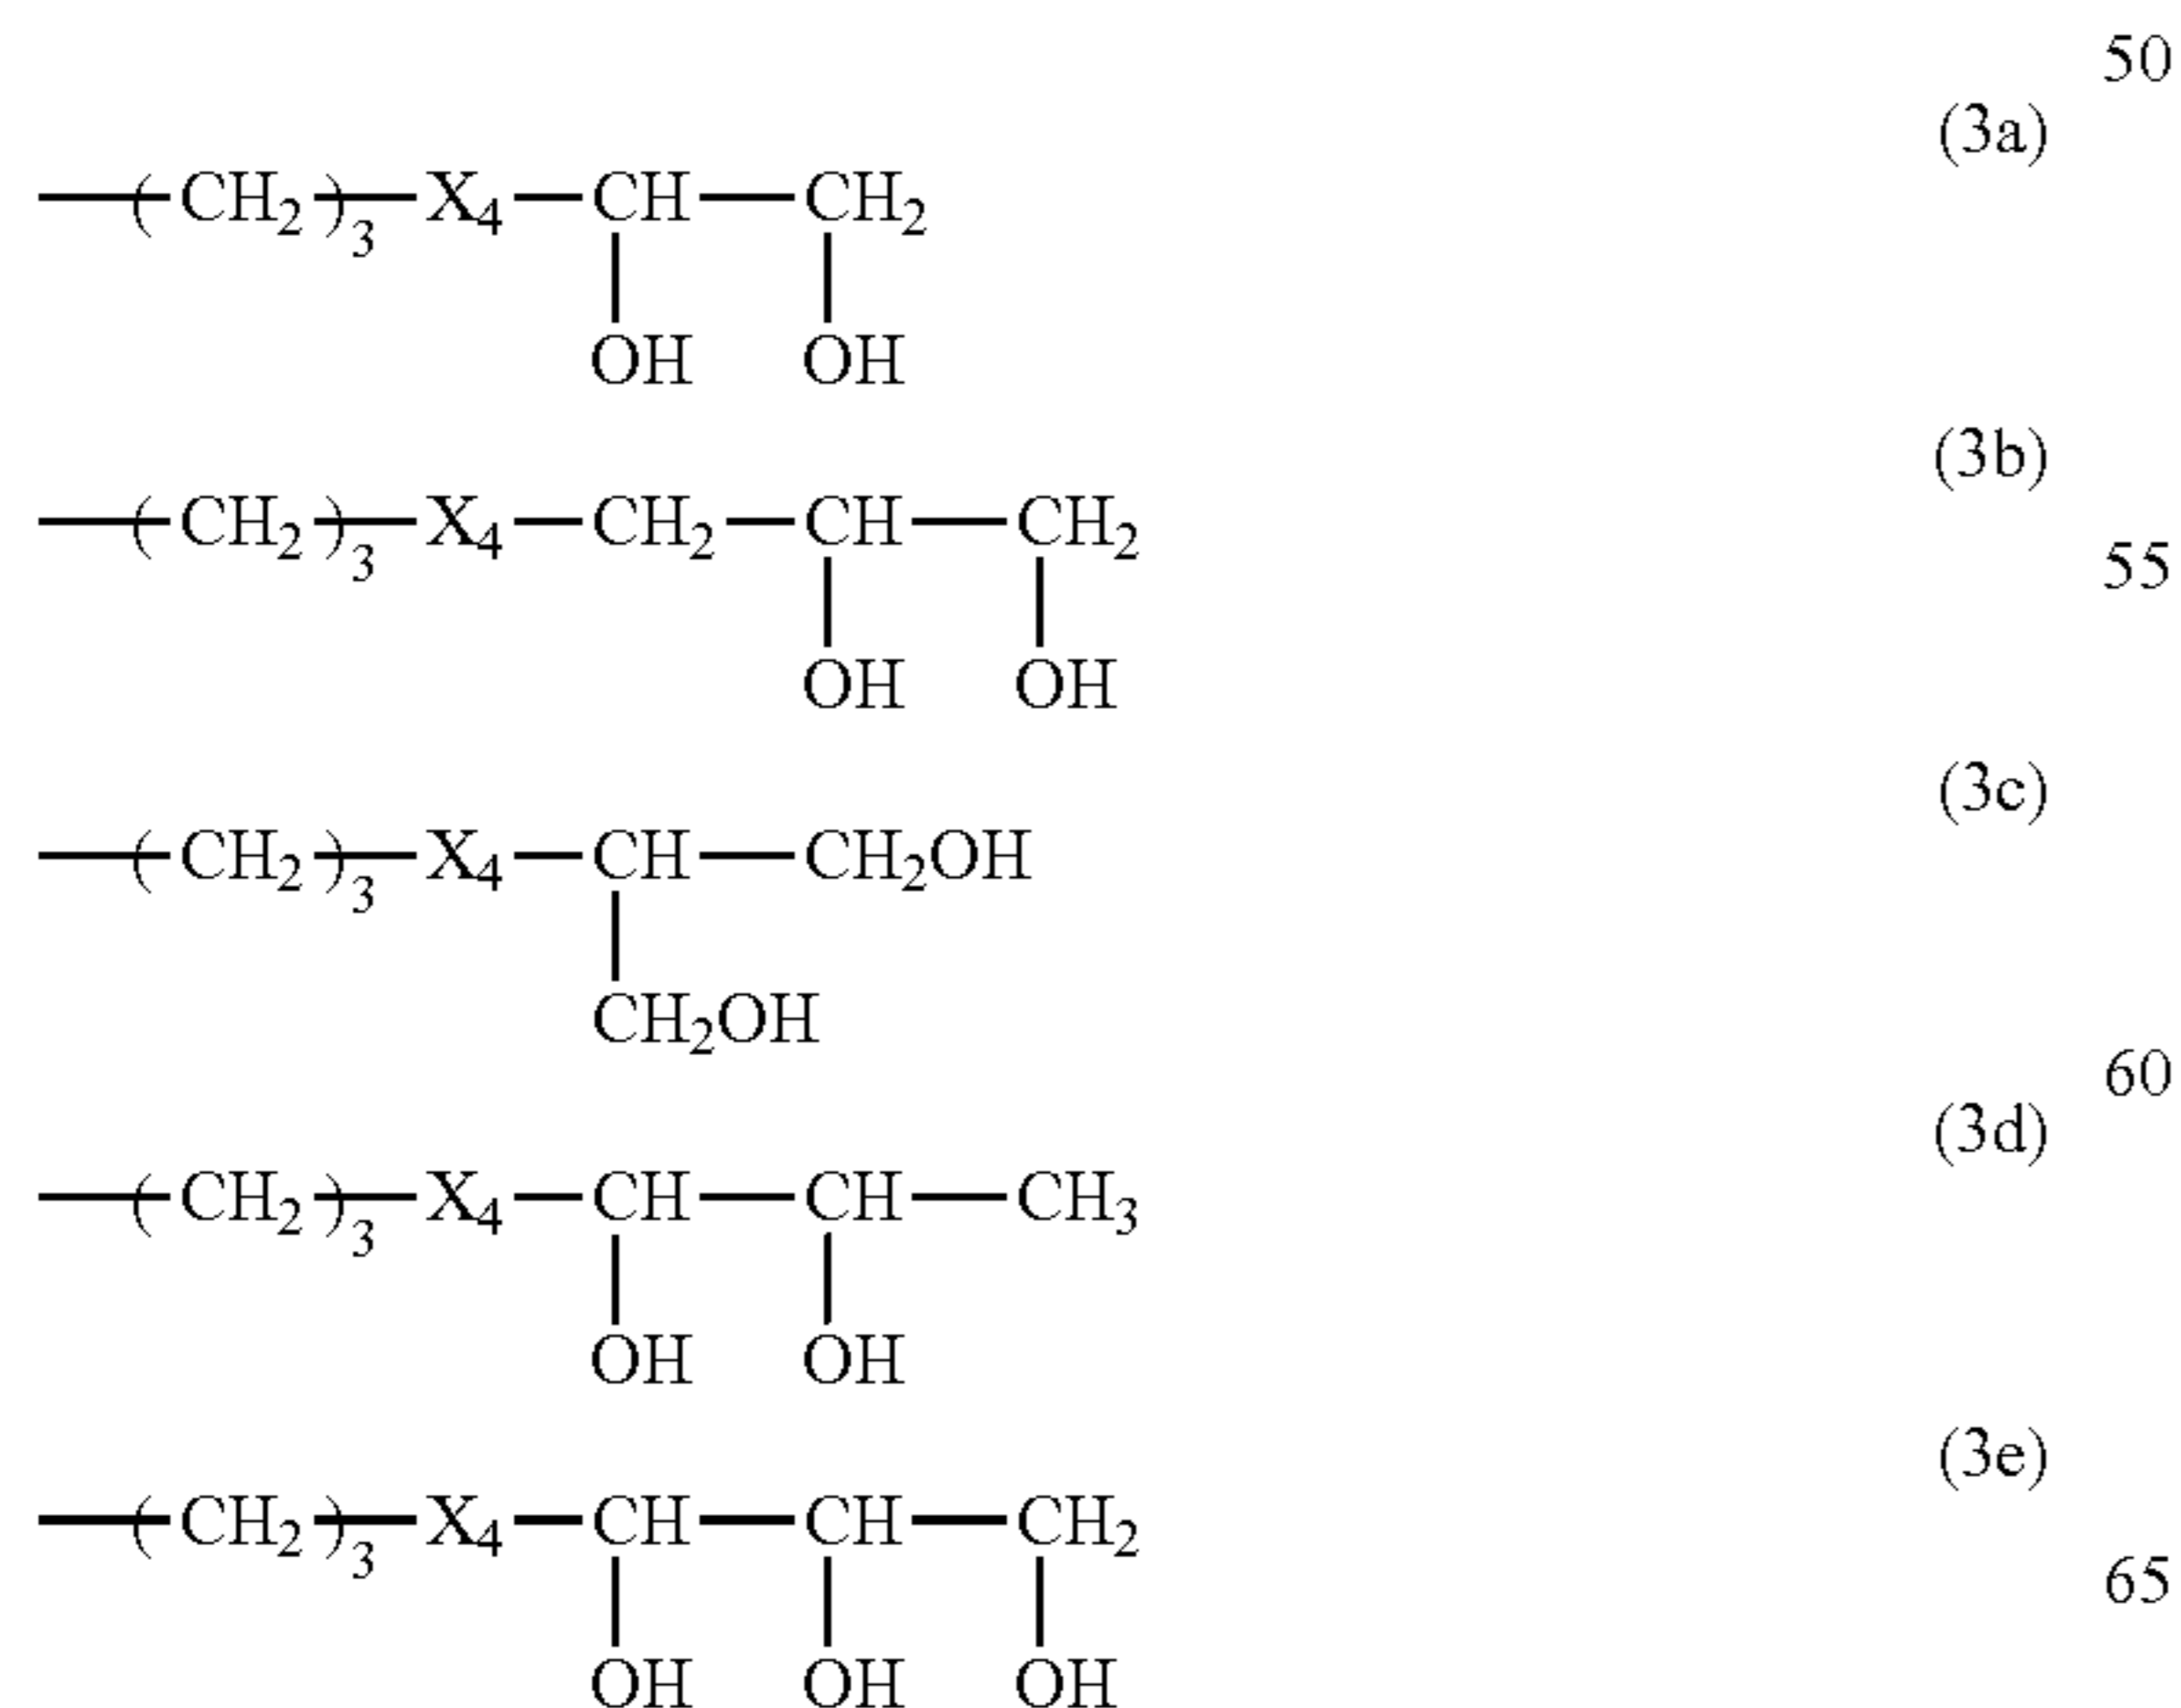 50
(3a)
—(CH2)3—X4—CH—CH2
OH OH
(3b)
—(CH2)3—X4—CH2—CH—CH2
55
OH OH
(3c)
—(CH2)3—X4—CH—CH2OH
CH2OH
60
(3d)
—(CH2)3—X4—CH—CH—CH3
OH OH
(3e)
—(CH2)3—X4—CH—CH—CH2
65
OH OH OH